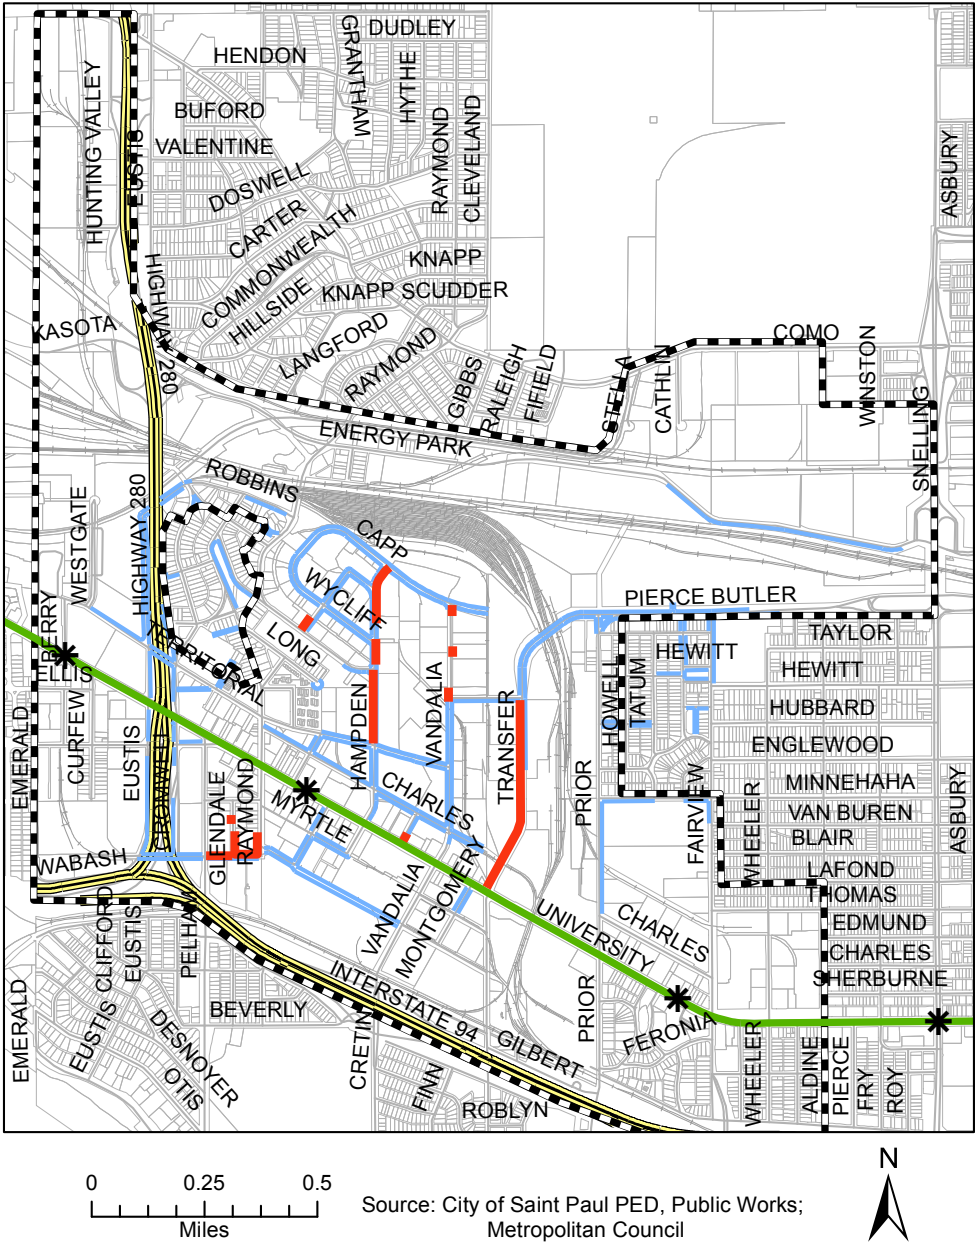 DUDLEY
HENDON
GRANTHAM
HYTHE
HUNTING VALLEY
BUFORD
RAYMOND
CLEVELAND
EUSTIS
VALENTINE
ASBURY
DOSWELL
CARTER
COMMONWEALTH
KNAPP
HIGHWAY 280
HILLSIDE
KNAPP
SCUDDER
KASOTA
LANGFORD
COMO
RAYMOND
WINSTON
GIBBS
RALEIGH
FIFIELD
STELLA
CATHLIN
SNELLING
ENERGY PARK
ROBBINS
HIGHWAY 280
WESTGATE
CAPP
WYCLIFF
BERRY
PIERCE BUTLER
TERRITORIAL
LONG
TAYLOR
ELLIS
HEWITT
HEWITT
HOWELL
TATUM
HAMPDEN
VANDALIA
TRANSFER
HUBBARD
EMERALD
CURFEW
EUSTIS
ENGLEWOOD
CHARLES
MINNEHAHA
GLENDALE
RAYMOND
MYRTLE
PRIOR
FAIRVIEW
WHEELER
VAN BUREN
ASBURY
BLAIR
WABASH
LAFOND
THOMAS
VANDALIA
MONTGOMERY
UNIVERSITY
CHARLES
EDMUND
CLIFFORD
EUSTIS
PELHAM
CHARLES
SHERBURNE
INTERSTATE 94
EMERALD
EUSTIS
DESNOYER
OTIS
BEVERLY
CRETIN
GILBERT
PRIOR
FERONIA
FINN
ROBLYN
WHEELER
ALDINE
PIERCE
FRY
ROY
N
0 0.25 0.5
Miles
Source: City of Saint Paul PED, Public Works;
Metropolitan Council